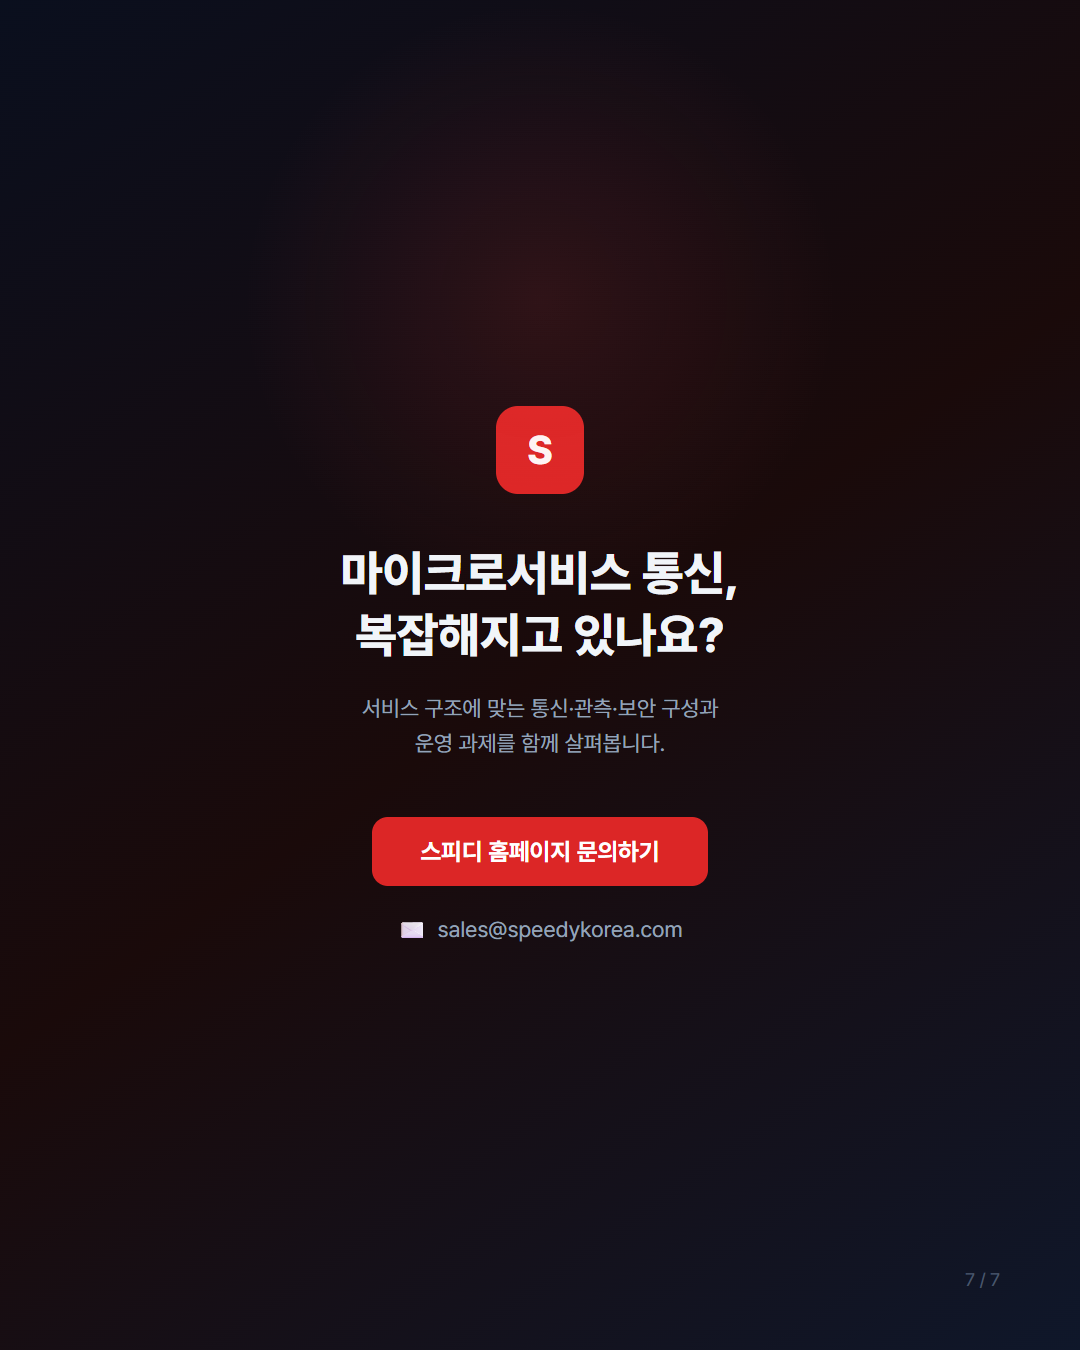 S
마이크로서비스 통신,
복잡해지고 있나요?
서비스 구조에 맞는 통신·관측·보안 구성과
운영 과제를 함께 살펴봅니다.
스피디 홈페이지 문의하기
sales@speedykorea.com
7 / 7